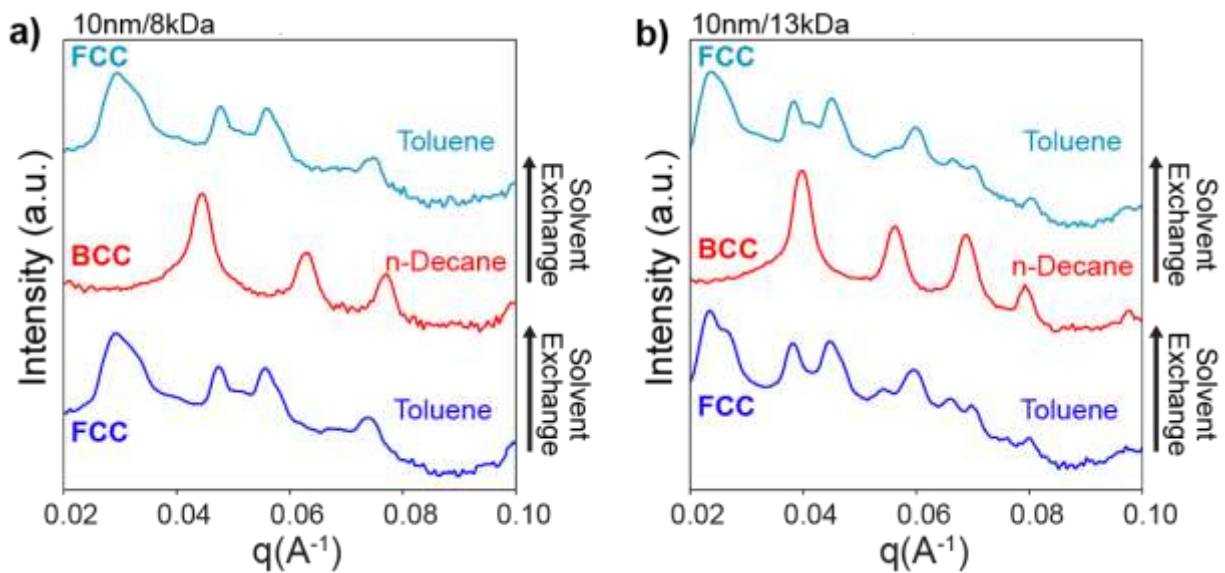 a)
10nm/8kDa
FCC
Toluene
BCC
n-Decane
FCC
Toluene
Solvent
Exchange
Solvent
Exchange
Intensity (a.u.)
0.02 0.04 0.06 0.08 0.10
q(A⁻¹)
b)
10nm/13kDa
FCC
Toluene
BCC
n-Decane
FCC
Toluene
Solvent
Exchange
Solvent
Exchange
Intensity (a.u.)
0.02 0.04 0.06 0.08 0.10
q(A⁻¹)